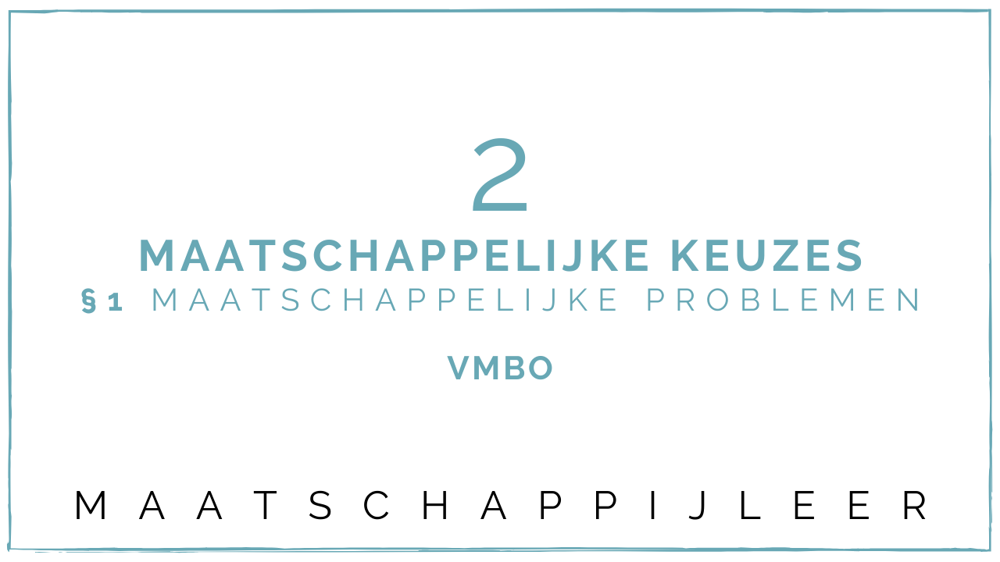 2
MAATSCHAPPELIJKE KEUZES
§ 1 MAATSCHAPPELIJKE PROBLEMEN
VMBO
MAATSCHAPPIJLEER